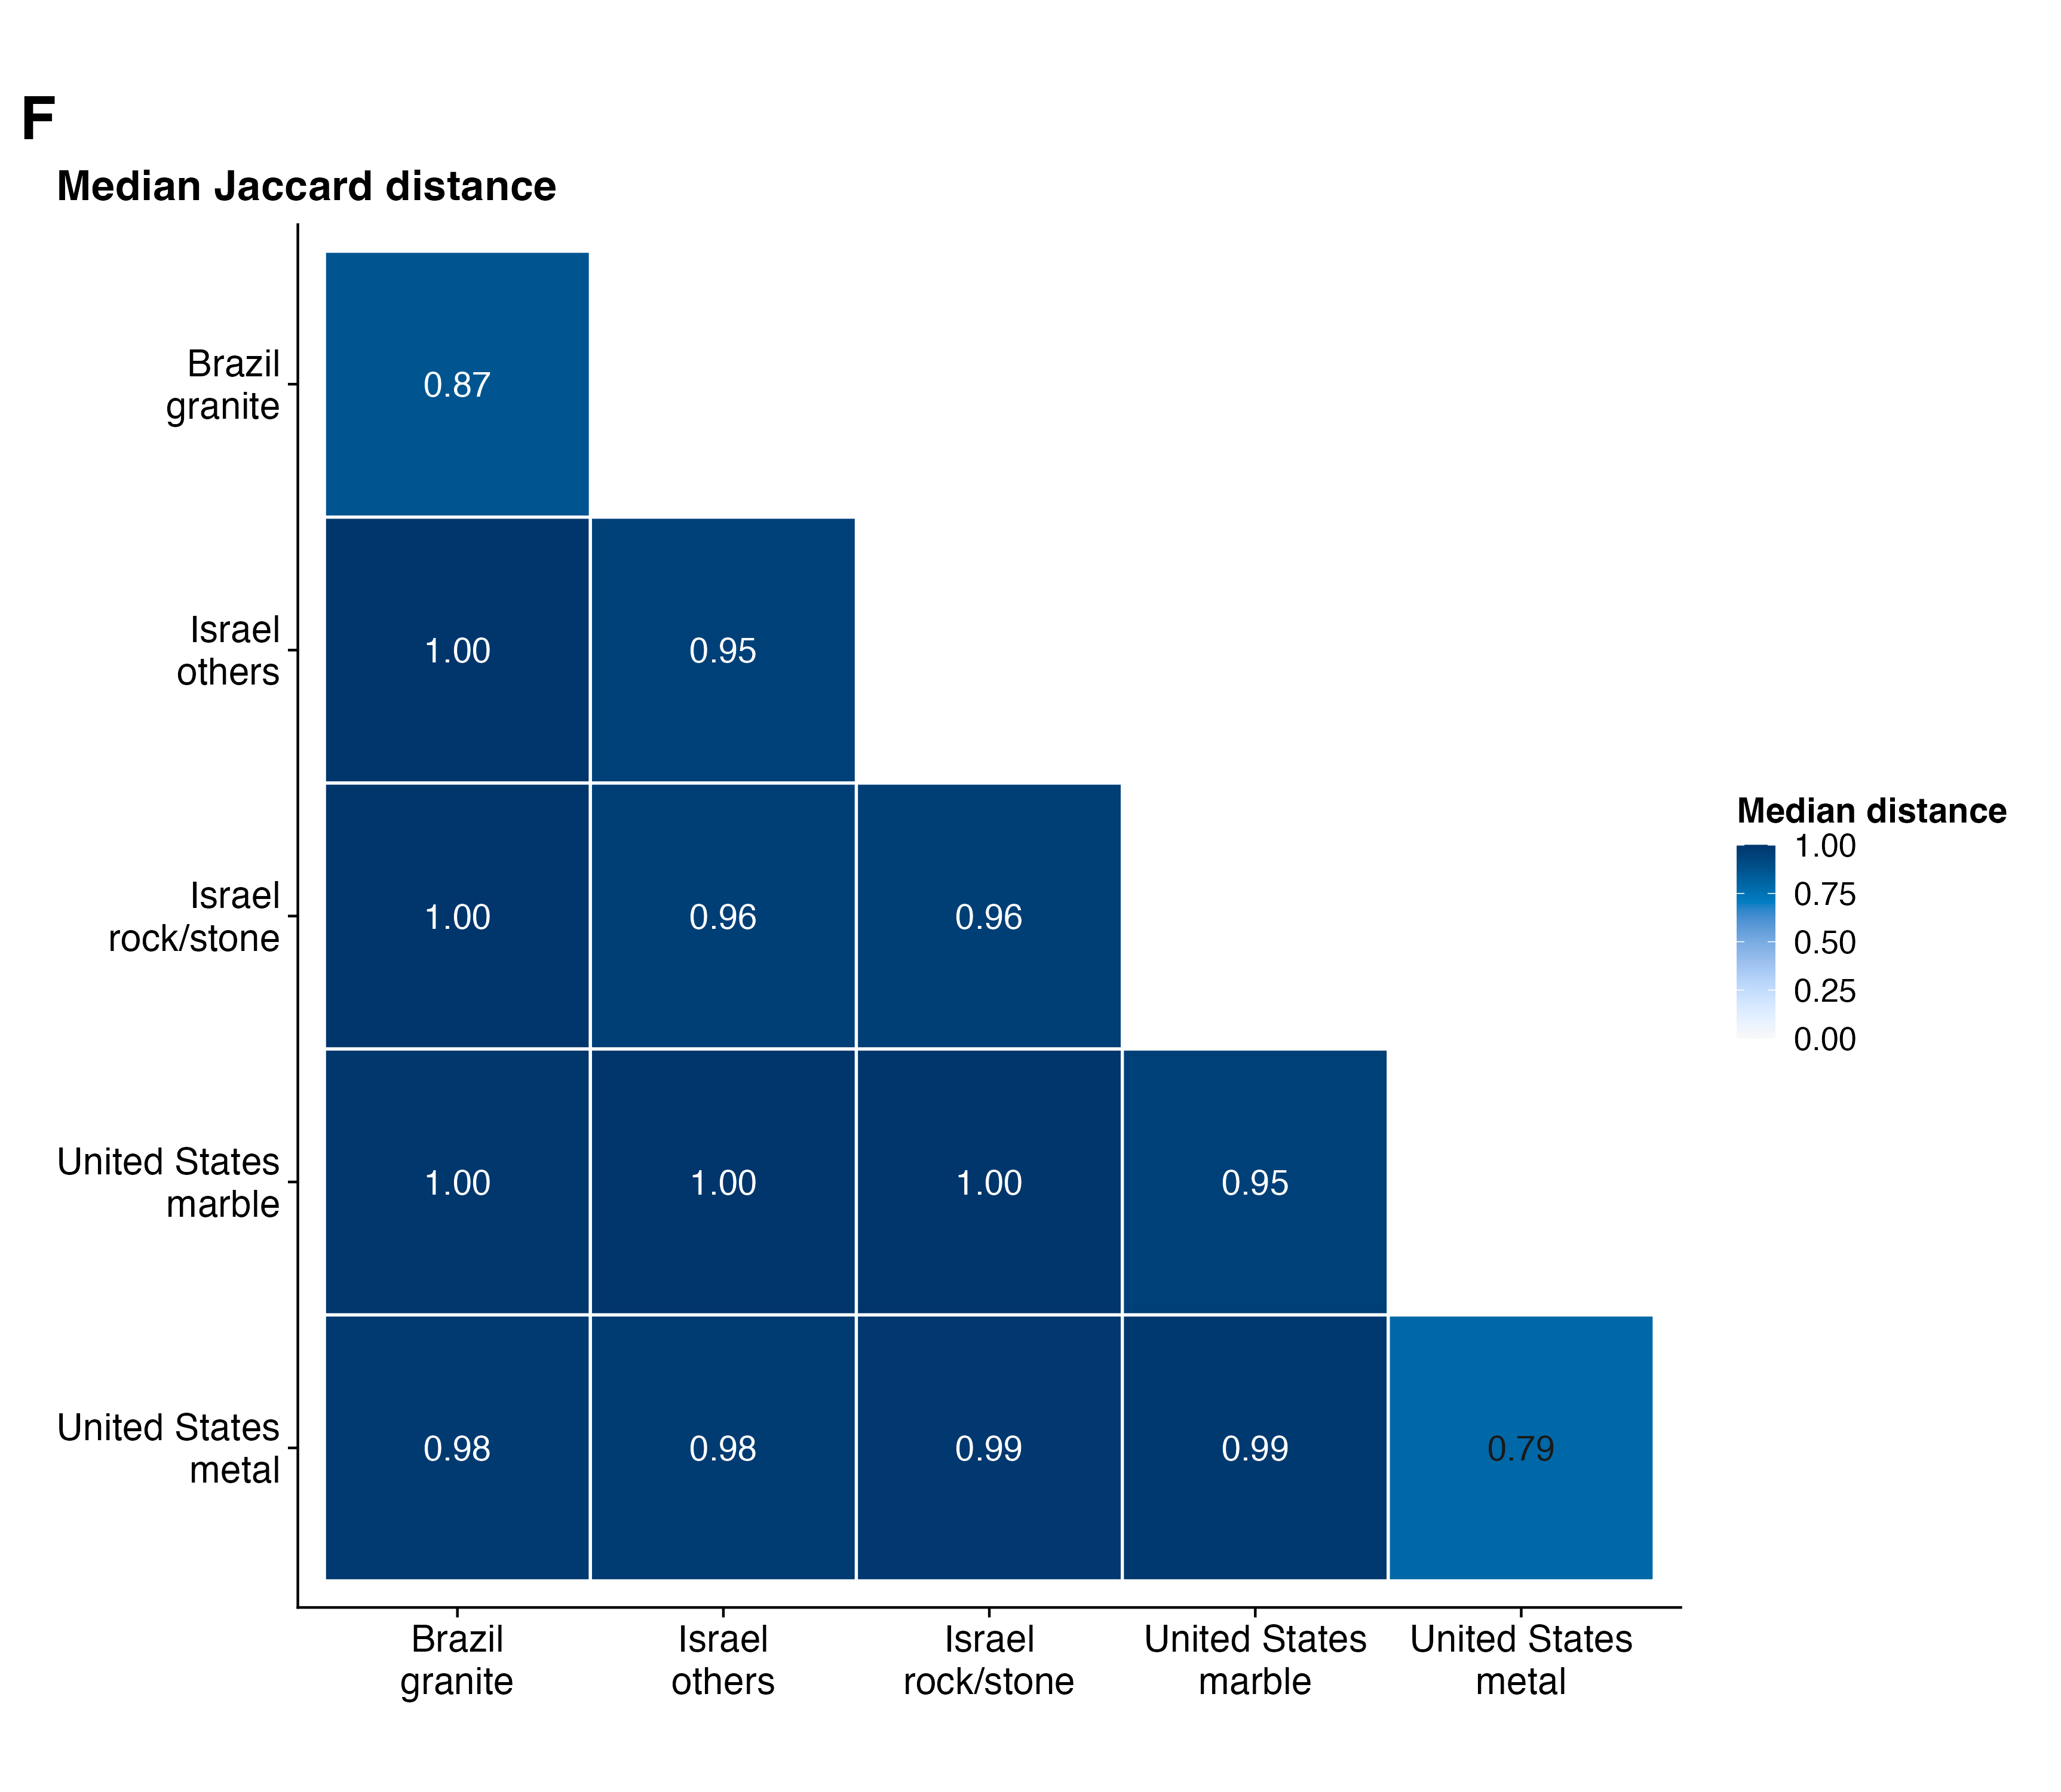 F
Median Jaccard distance
Brazil
granite
0.87
Israel
others
1.00
0.95
Israel
rock/stone
1.00
0.96
0.96
United States
marble
1.00
1.00
1.00
0.95
United States
metal
0.98
0.98
0.99
0.99
0.79
Brazil
granite
Israel
others
Israel
rock/stone
United States
marble
United States
metal
Median distance
1.00
0.75
0.50
0.25
0.00